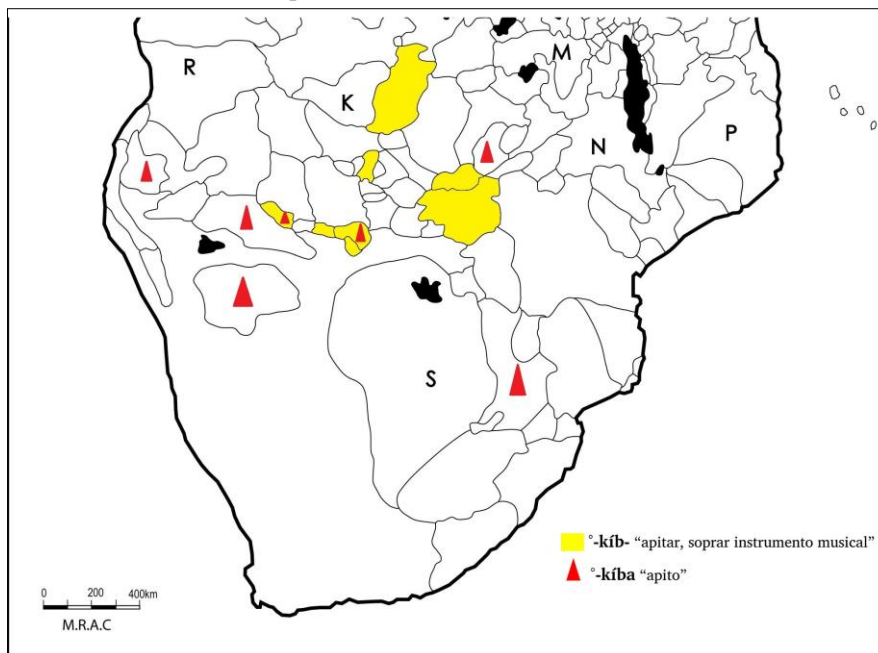 R
M
K
N
P
S
°-kíb- “apitar, soprar instrumento musical”
°-kíba “apito”
0 200 400km
M.R.A.C